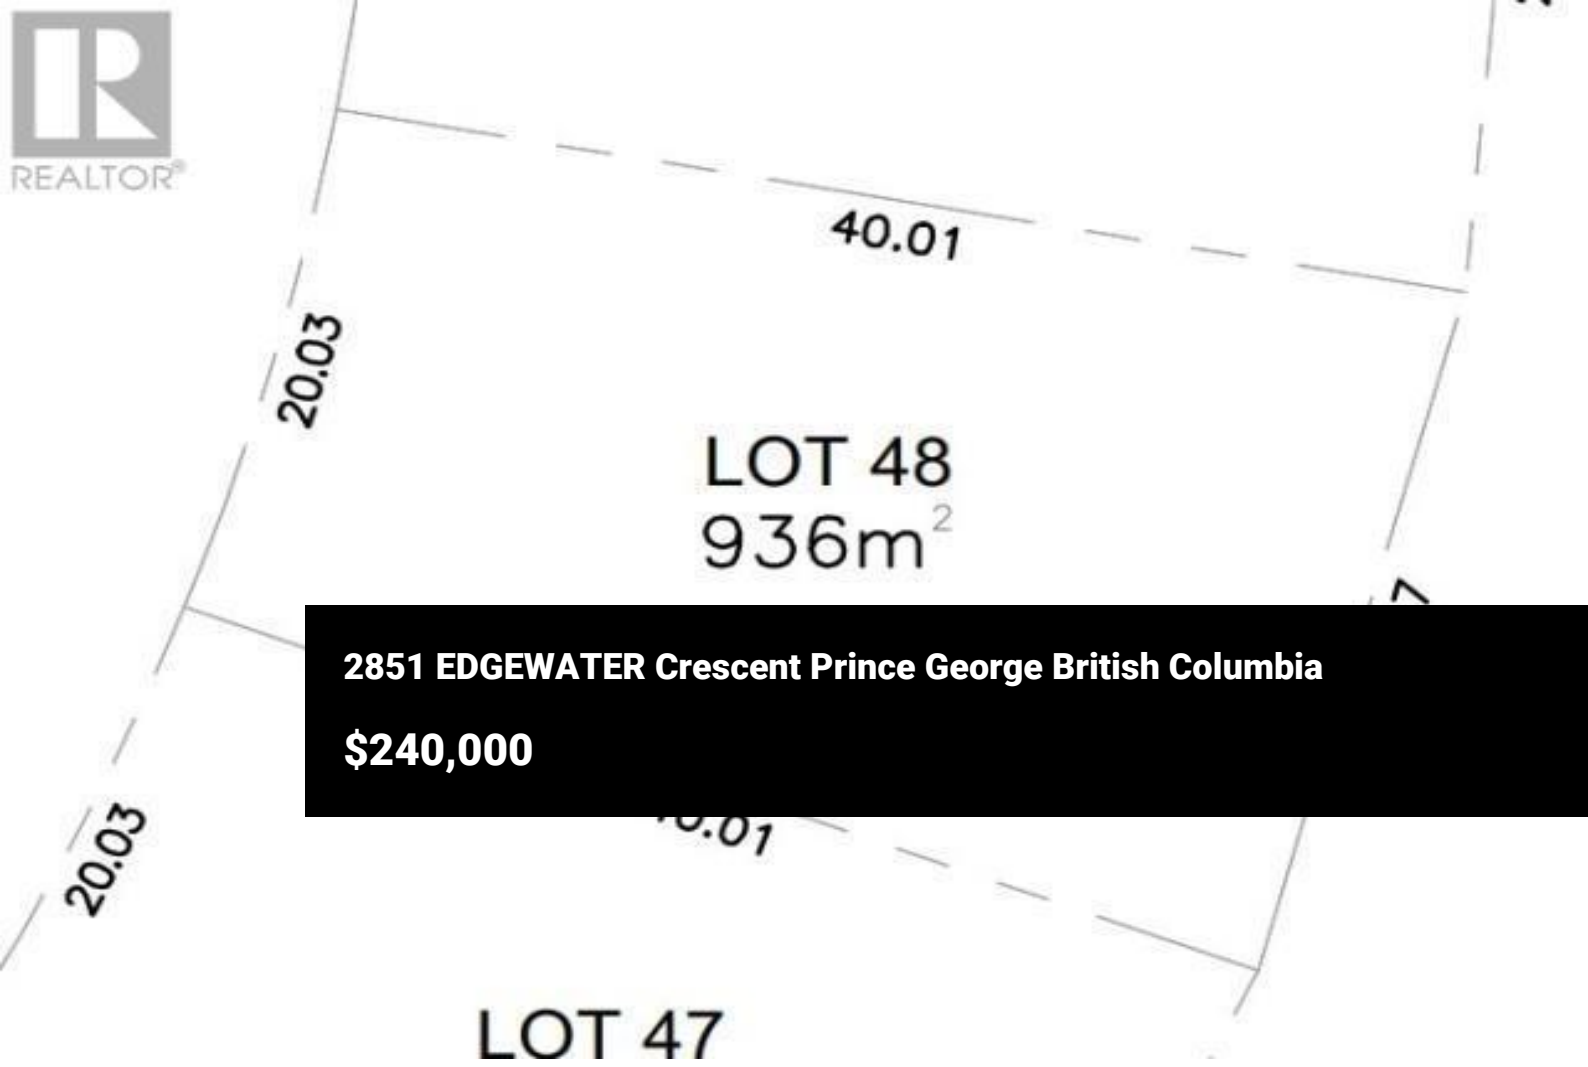 REALTOR®
40.01
20.03
LOT 48
936m²
7
2851 EDGEWATER Crescent Prince George British Columbia
$240,000
20.03
LOT 47